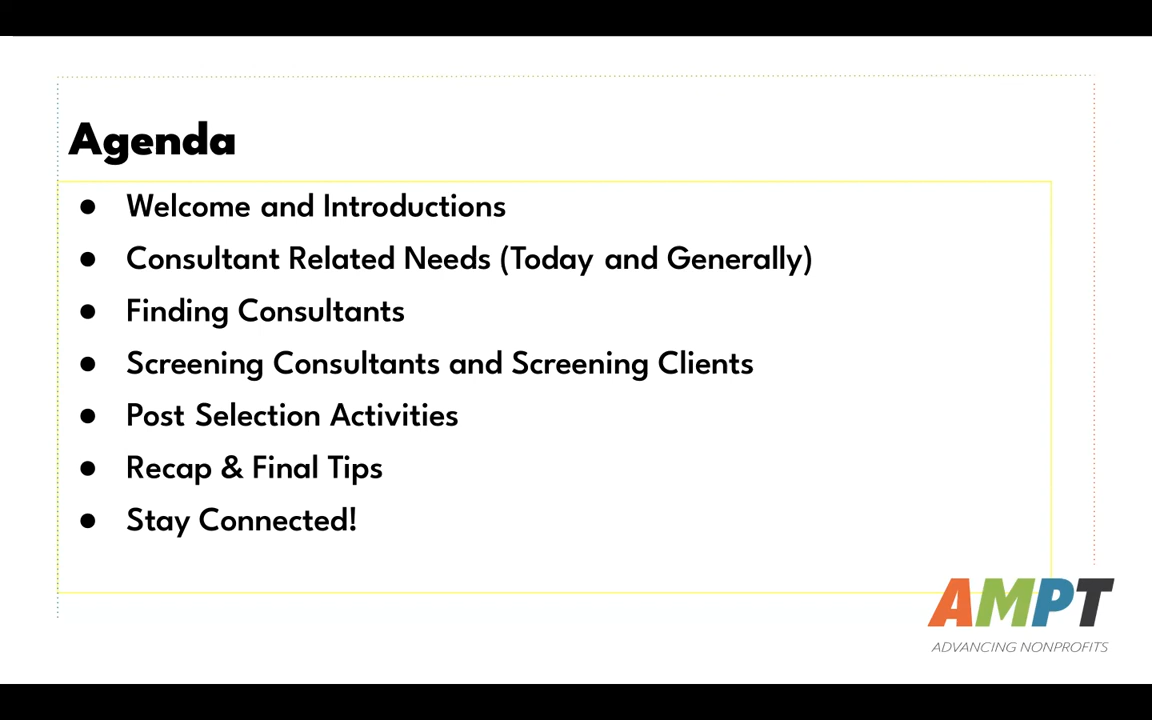 Agenda
● Welcome and Introductions
● Consultant Related Needs (Today and Generally)
● Finding Consultants
● Screening Consultants and Screening Clients
● Post Selection Activities
● Recap & Final Tips
● Stay Connected!
AMPT
ADVANCING NONPROFITS